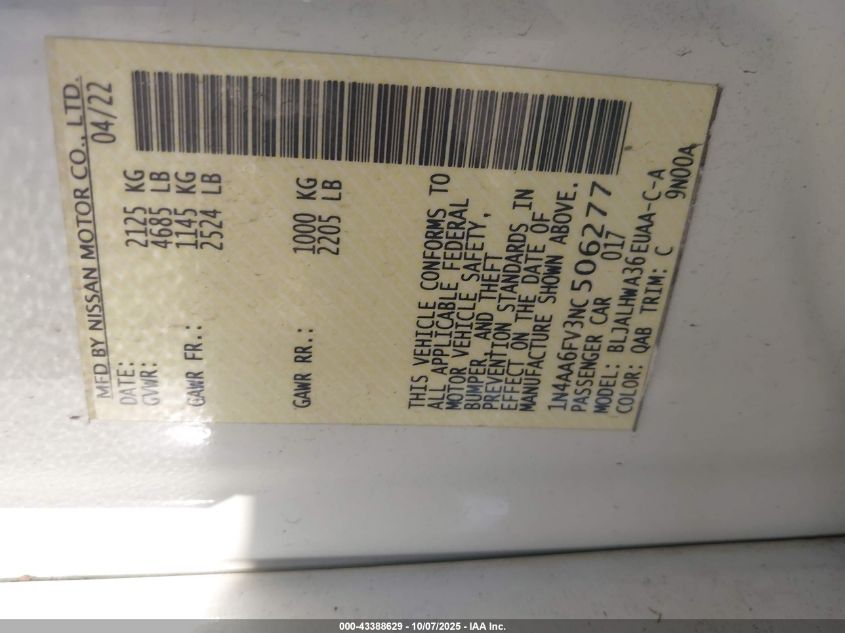 MFD BY NISSAN MOTOR CO., LTD.
DATE: 04/22
GVWR: 2125 KG
4685 LB
GAWR FR.: 1145 KG
2524 LB
GAWR RR.: 1000 KG
2205 LB
THIS VEHICLE CONFORMS TO
ALL APPLICABLE FEDERAL
MOTOR VEHICLE SAFETY,
BUMPER, AND THEFT
PREVENTION STANDARDS IN
EFFECT ON THE DATE OF
MANUFACTURE SHOWN ABOVE.
1N4AA6FV3NC506277
PASSENGER CAR 017
MODEL: BLJALHWA36EUAA-C-A
COLOR: QAB TRIM: C 9N00A
000-43388629 - 10/07/2025 - IAA Inc.